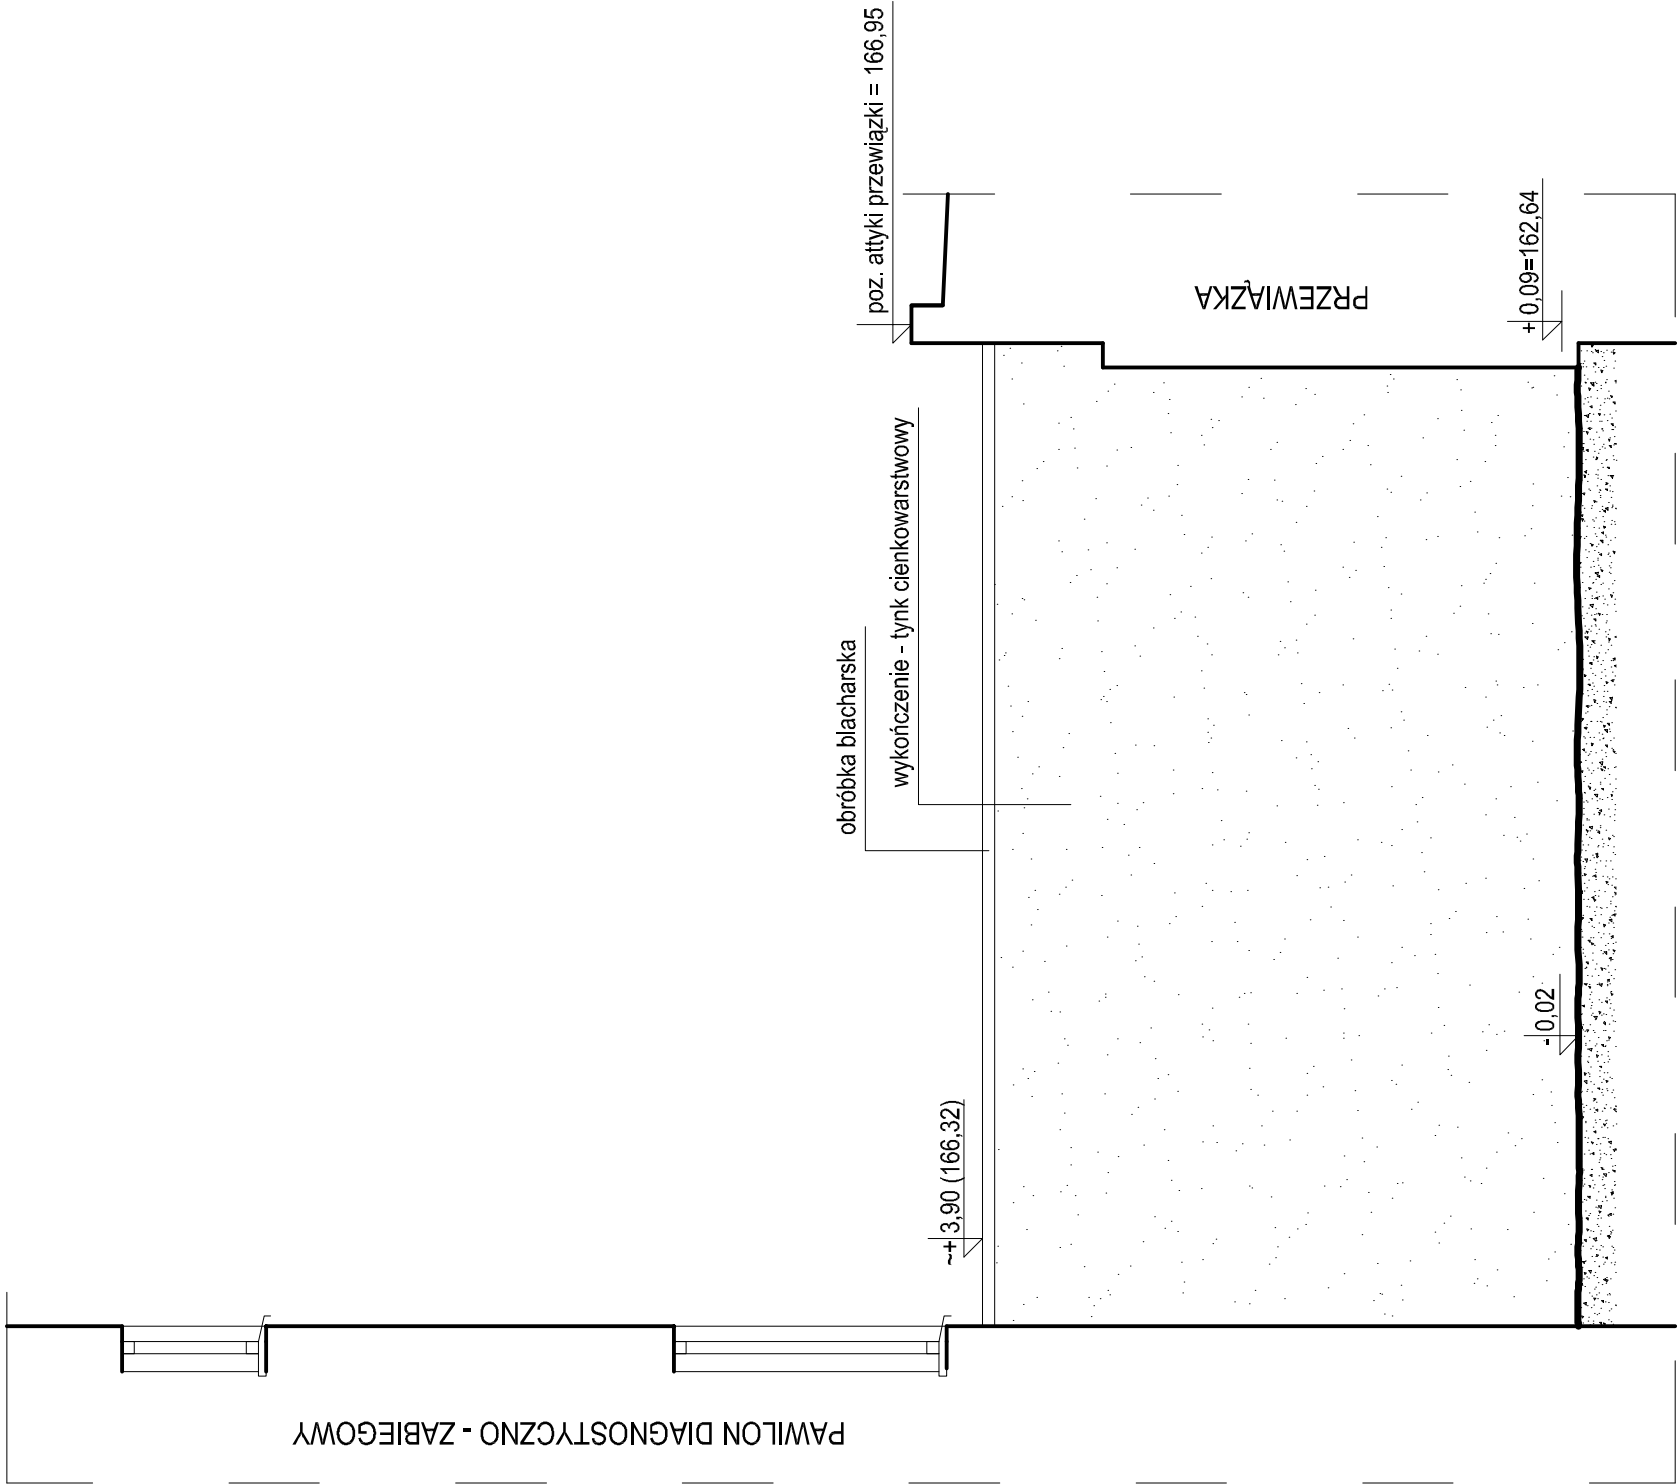 poz. attyki przewiązki = 166,95
obróbka blacharska
wykończenie - tynk cienkowarstwowy
~+ 3,90 (166,32)
PRZEWIĄZKA
+ 0,09=162,64
- 0,02
PAWILON DIAGNOSTYCZNO - ZABIEGOWY